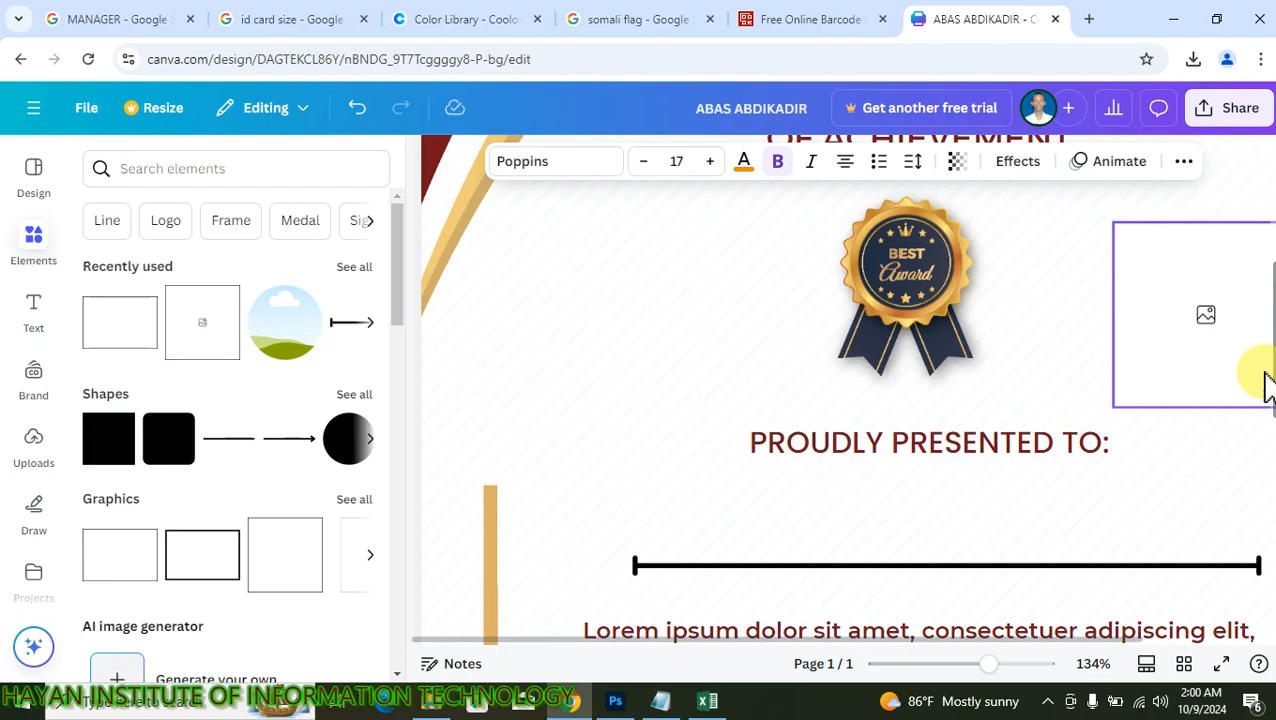 MANAGER - Google S
id card size - Google
Color Library - Coolo
somali flag - Google
Free Online Barcode
ABAS ABDIKADIR - C
canva.com/design/DAGTEKCL86Y/nBNDG_9T7Tcggggy8-P-bg/edit
File
Resize
Editing
ABAS ABDIKADIR
Get another free trial
Share
OF ACHIEVEMENT
Poppins
17
A
B
I
Effects
Animate
Search elements
Design
Line
Logo
Frame
Medal
Elements
Recently used
See all
BEST
Award
Text
Shapes
See all
Brand
PROUDLY PRESENTED TO:
Uploads
Graphics
See all
Draw
Projects
AI image generator
Lorem ipsum dolor sit amet, consectetuer adipiscing elit,
Generate your own
Notes
Page 1 / 1
134%
HAYAN INSTITUTE OF INFORMATION TECHNOLOGY
86°F Mostly sunny
2:00 AM
10/9/2024
6